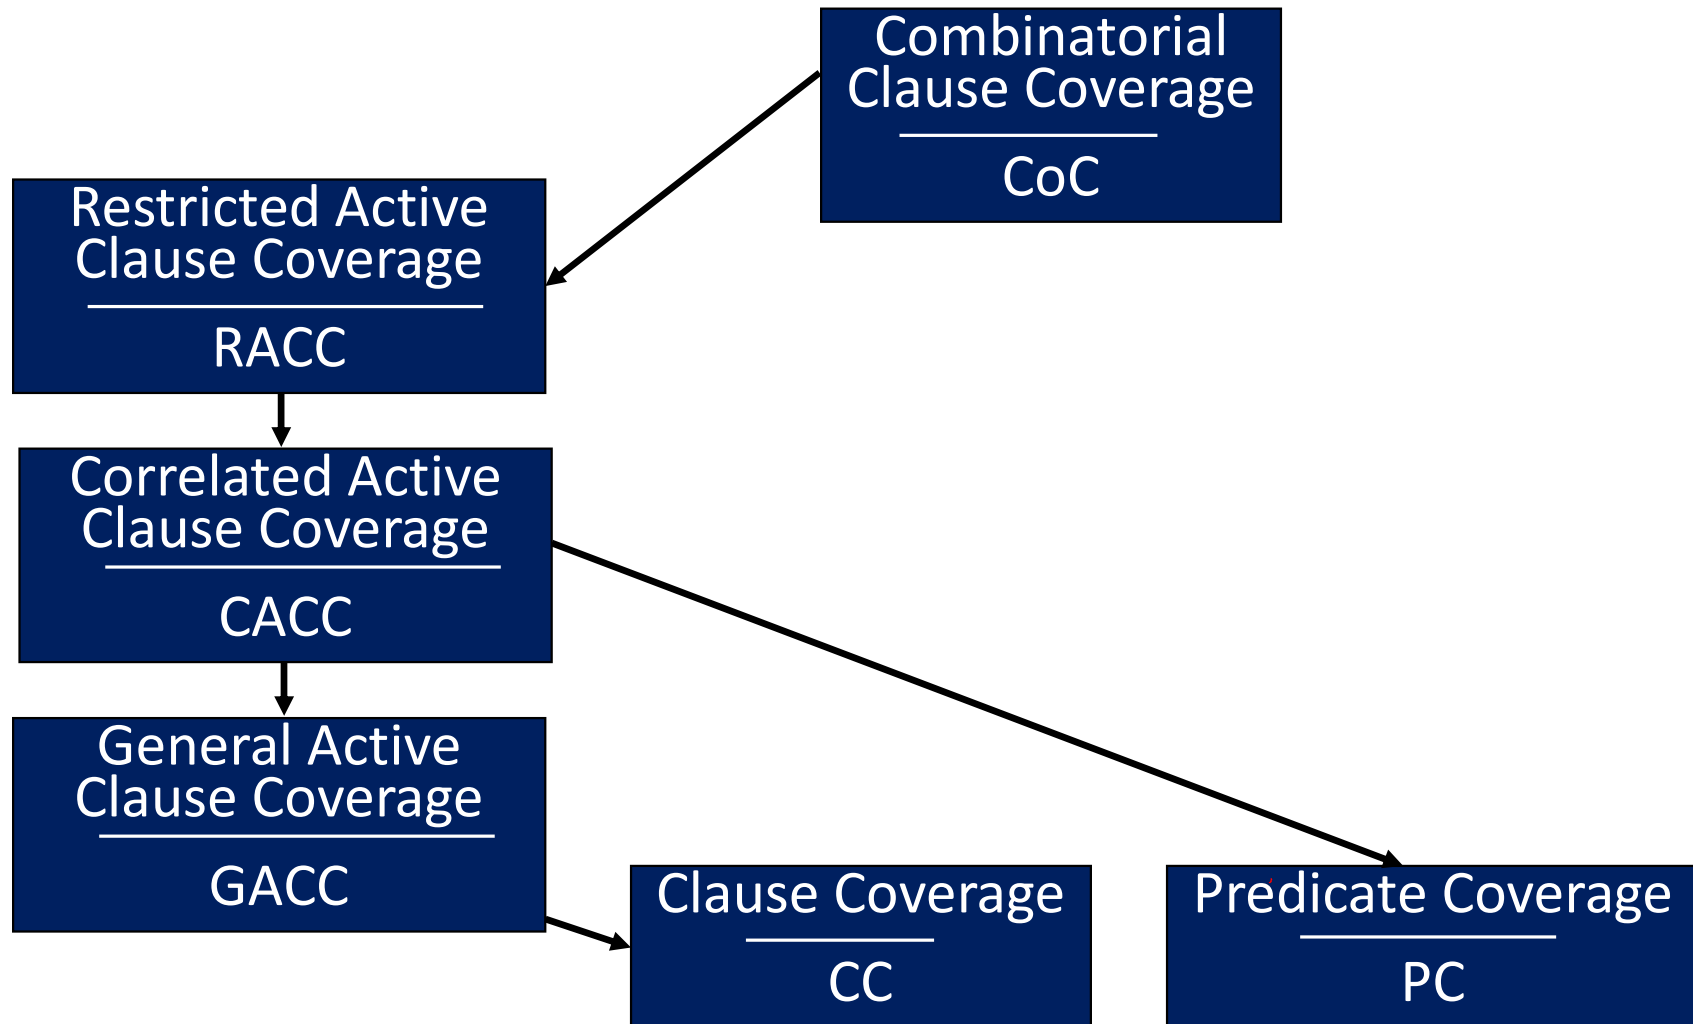 Combinatorial
Clause Coverage
CoC
Restricted Active
Clause Coverage
RACC
Correlated Active
Clause Coverage
CACC
General Active
Clause Coverage
GACC
Clause Coverage
CC
Predicate Coverage
PC